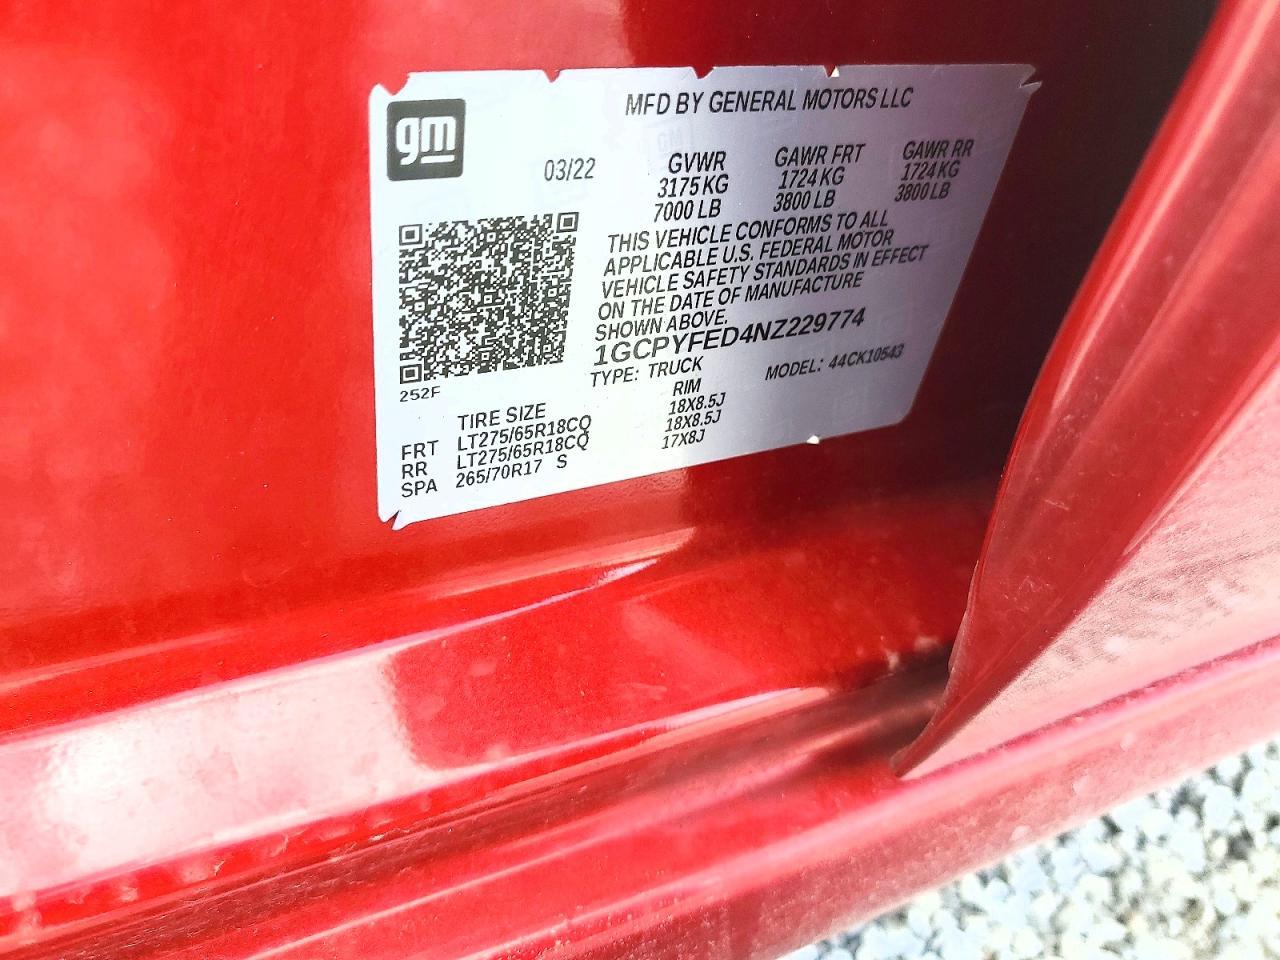 gm
MFD BY GENERAL MOTORS LLC
03/22
GVWR GAWR FRT GAWR RR
3175 KG 1724 KG 1724 KG
7000 LB 3800 LB 3800 LB
THIS VEHICLE CONFORMS TO ALL
APPLICABLE U.S. FEDERAL MOTOR
VEHICLE SAFETY STANDARDS IN EFFECT
ON THE DATE OF MANUFACTURE
SHOWN ABOVE.
1GCPYFED4NZ229774
TYPE: TRUCK MODEL: 44CK10543
252F
TIRE SIZE RIM
FRT LT275/65R18CQ 18X8.5J
RR LT275/65R18CQ 18X8.5J
SPA 265/70R17 S 17X8J